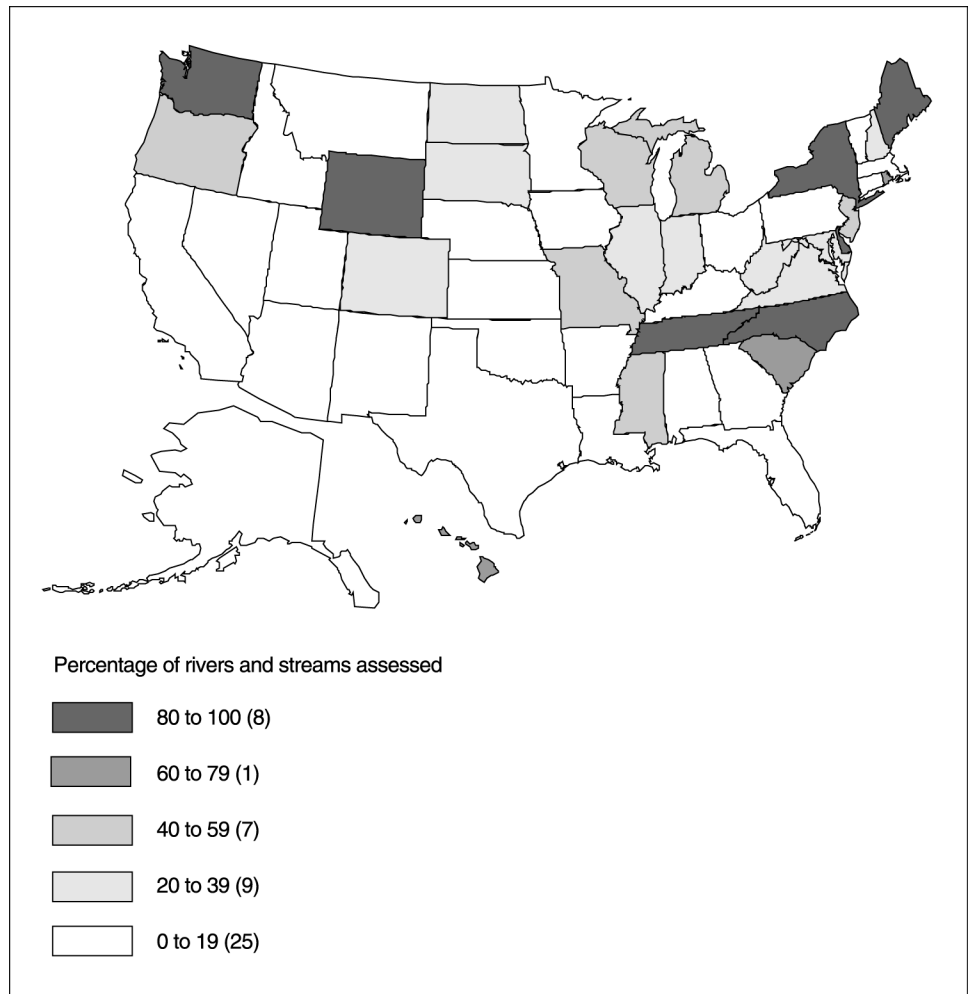 Percentage of rivers and streams assessed
80 to 100 (8)
60 to 79 (1)
40 to 59 (7)
20 to 39 (9)
0 to 19 (25)